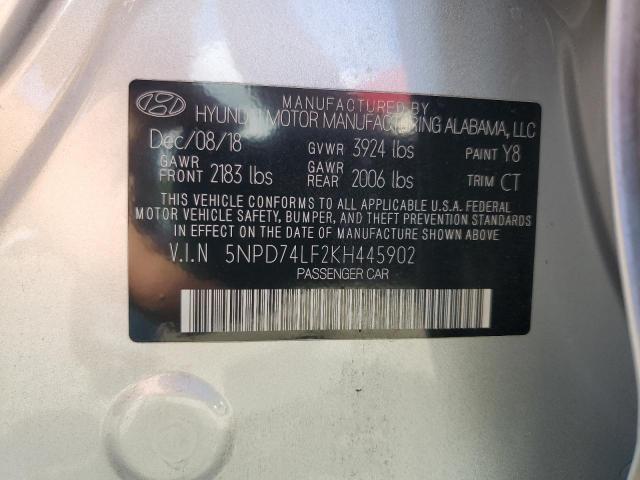 MANUFACTURED BY
HYUNDAI MOTOR MANUFACTURING ALABAMA, LLC
Dec/08/18 GVWR 3924 lbs PAINT Y8
GAWR FRONT 2183 lbs GAWR REAR 2006 lbs TRIM CT
THIS VEHICLE CONFORMS TO ALL APPLICABLE U.S.A. FEDERAL
MOTOR VEHICLE SAFETY, BUMPER, AND THEFT PREVENTION STANDARDS
IN EFFECT ON THE DATE OF MANUFACTURE SHOWN ABOVE
V.I.N 5NPD74LF2KH445902
PASSENGER CAR